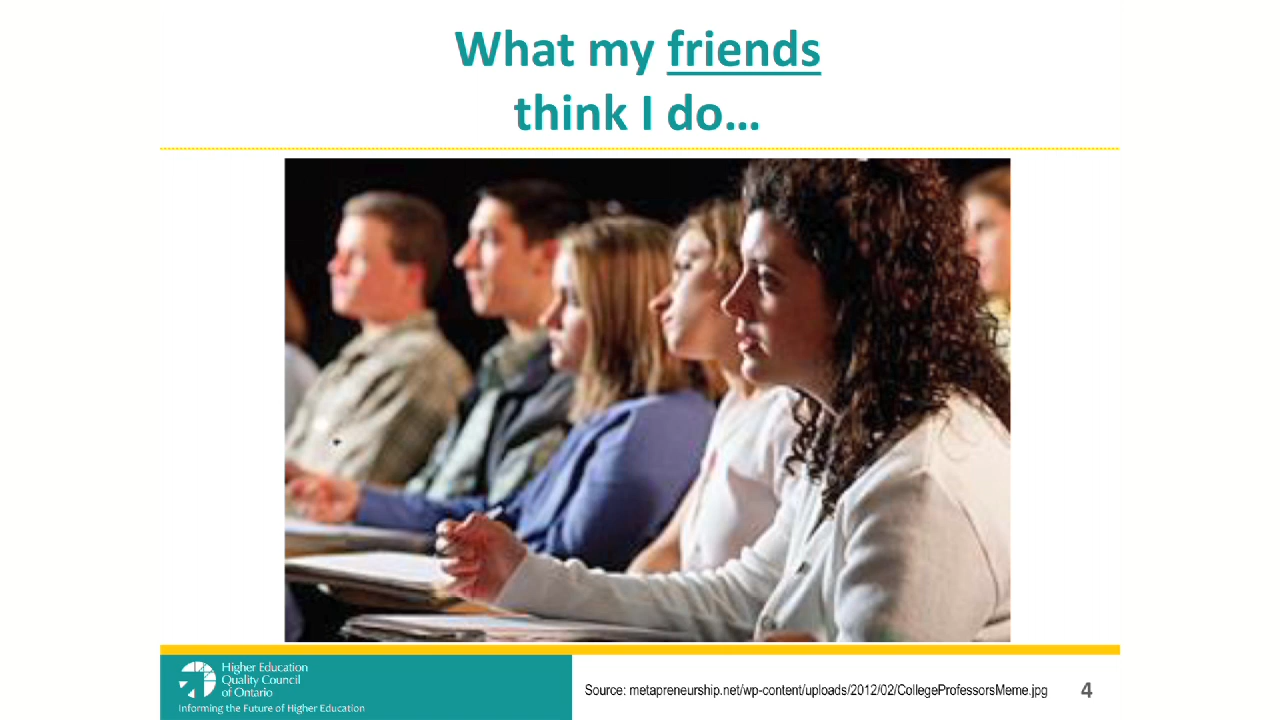 What my friends
think I do…
Higher Education
Quality Council
of Ontario
Informing the Future of Higher Education
Source: metapreneurship.net/wp-content/uploads/2012/02/CollegeProfessorsMeme.jpg
4